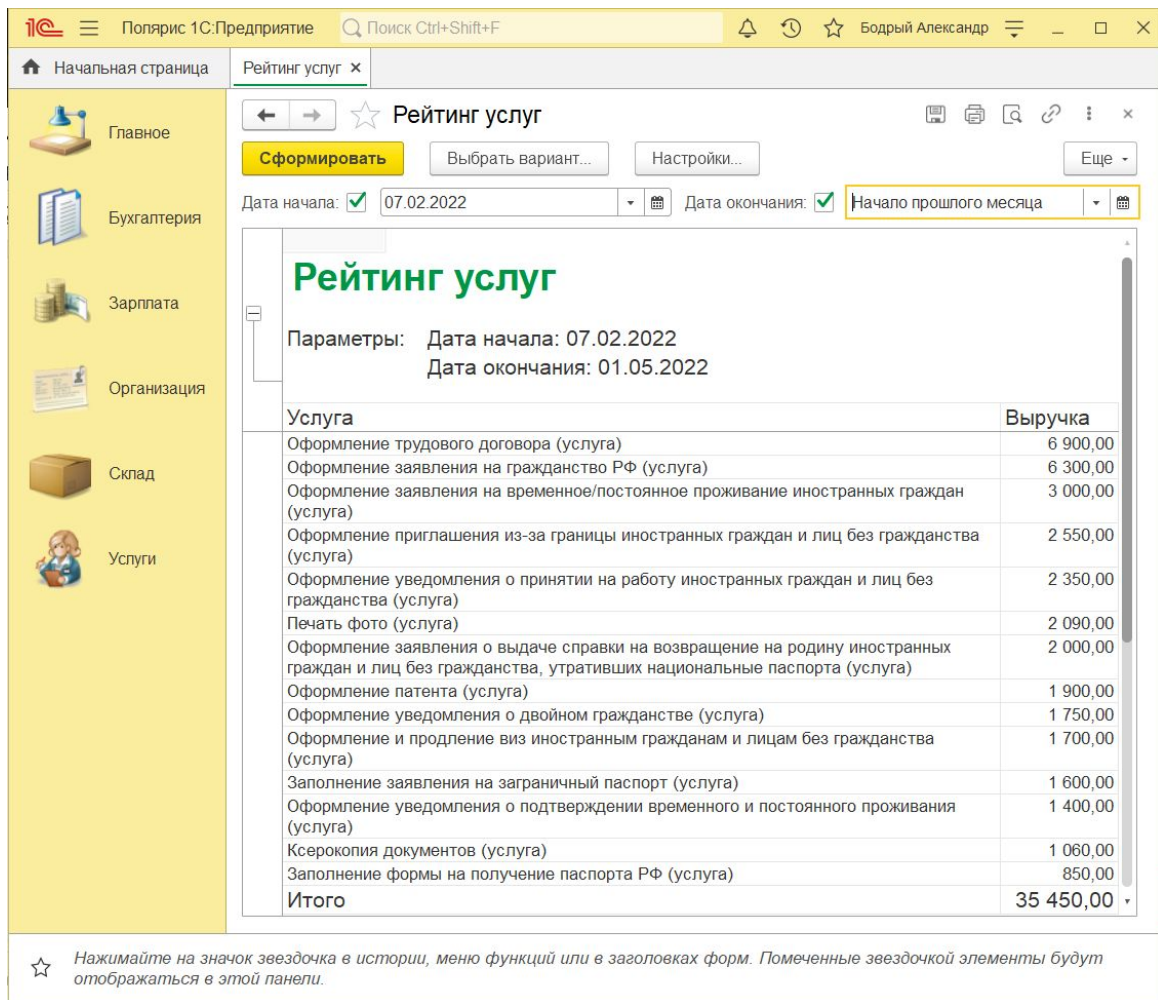 1С Полярис 1С:Предприятие Поиск Ctrl+Shift+F Бодрый Александр
Начальная страница Рейтинг услуг
Главное
Бухгалтерия
Зарплата
Организация
Склад
Услуги
Рейтинг услуг
Сформировать Выбрать вариант... Настройки... Еще
Дата начала: 07.02.2022 Дата окончания: Начало прошлого месяца
Рейтинг услуг
Параметры: Дата начала: 07.02.2022
Дата окончания: 01.05.2022
Услуга Выручка
Оформление трудового договора (услуга) 6 900,00
Оформление заявления на гражданство РФ (услуга) 6 300,00
Оформление заявления на временное/постоянное проживание иностранных граждан 3 000,00
(услуга)
Оформление приглашения из-за границы иностранных граждан и лиц без гражданства 2 550,00
(услуга)
Оформление уведомления о принятии на работу иностранных граждан и лиц без 2 350,00
гражданства (услуга)
Печать фото (услуга) 2 090,00
Оформление заявления о выдаче справки на возвращение на родину иностранных 2 000,00
граждан и лиц без гражданства, утративших национальные паспорта (услуга)
Оформление патента (услуга) 1 900,00
Оформление уведомления о двойном гражданстве (услуга) 1 750,00
Оформление и продление виз иностранным гражданам и лицам без гражданства 1 700,00
(услуга)
Заполнение заявления на заграничный паспорт (услуга) 1 600,00
Оформление уведомления о подтверждении временного и постоянного проживания 1 400,00
(услуга)
Ксерокопия документов (услуга) 1 060,00
Заполнение формы на получение паспорта РФ (услуга) 850,00
Итого 35 450,00
Нажимайте на значок звездочка в истории, меню функций или в заголовках форм. Помеченные звездочкой элементы будут
отображаться в этой панели.